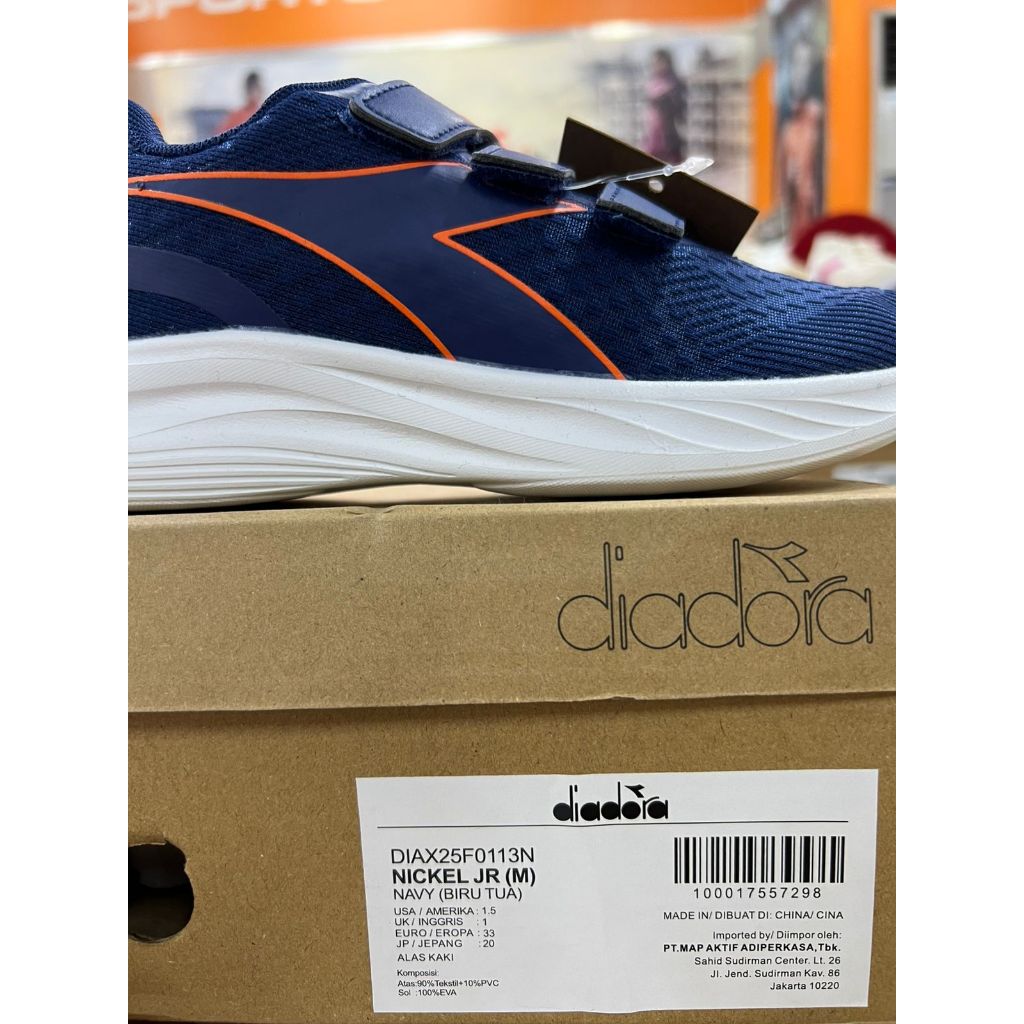 SPORTS
diadora
diadora
DIAX25F0113N
NICKEL JR (M)
NAVY (BIRU TUA)
USA / AMERIKA : 1.5
UK / INGGRIS : 1
EURO / EROPA : 33
JP / JEPANG : 20
ALAS KAKI
Komposisi:
Atas:90%Tekstil+10%PVC
Sol :100%EVA
100017557298
MADE IN/ DIBUAT DI: CHINA/ CINA
Imported by/ Diimpor oleh:
PT.MAP AKTIF ADIPERKASA,Tbk.
Sahid Sudirman Center. Lt. 26
Jl. Jend. Sudirman Kav. 86
Jakarta 10220